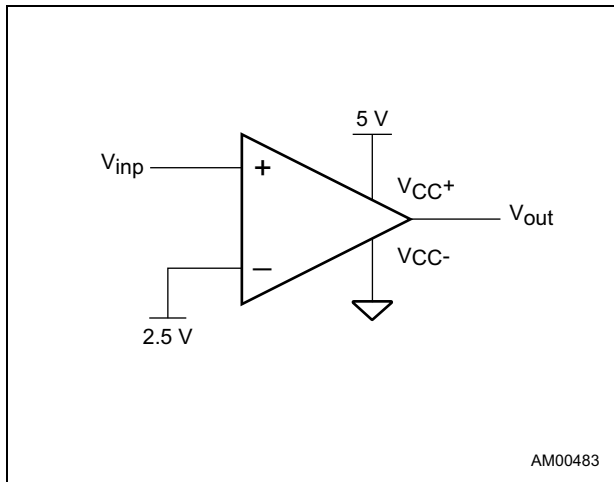 5 V
Vinp
+
VCC+
Vout
−
VCC-
2.5 V
AM00483